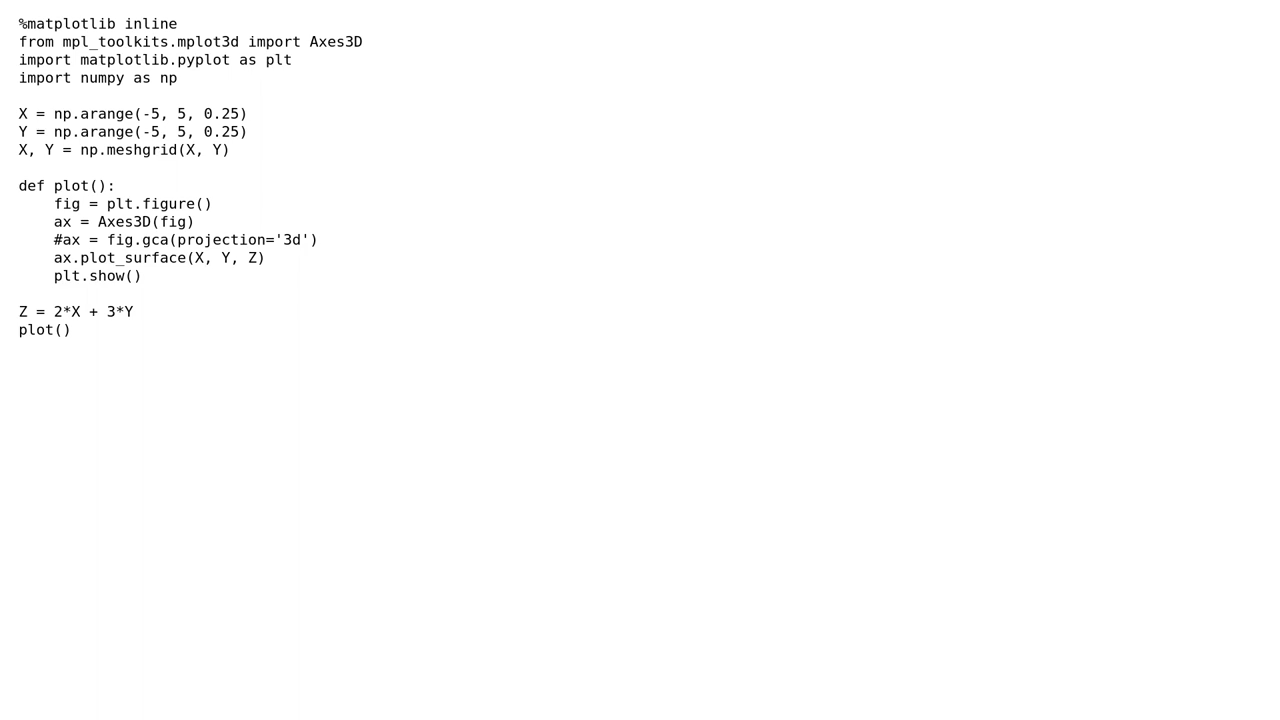 %matplotlib inline
from mpl_toolkits.mplot3d import Axes3D
import matplotlib.pyplot as plt
import numpy as np

X = np.arange(-5, 5, 0.25)
Y = np.arange(-5, 5, 0.25)
X, Y = np.meshgrid(X, Y)

def plot():
    fig = plt.figure()
    ax = Axes3D(fig)
    #ax = fig.gca(projection='3d')
    ax.plot_surface(X, Y, Z)
    plt.show()

Z = 2*X + 3*Y
plot()